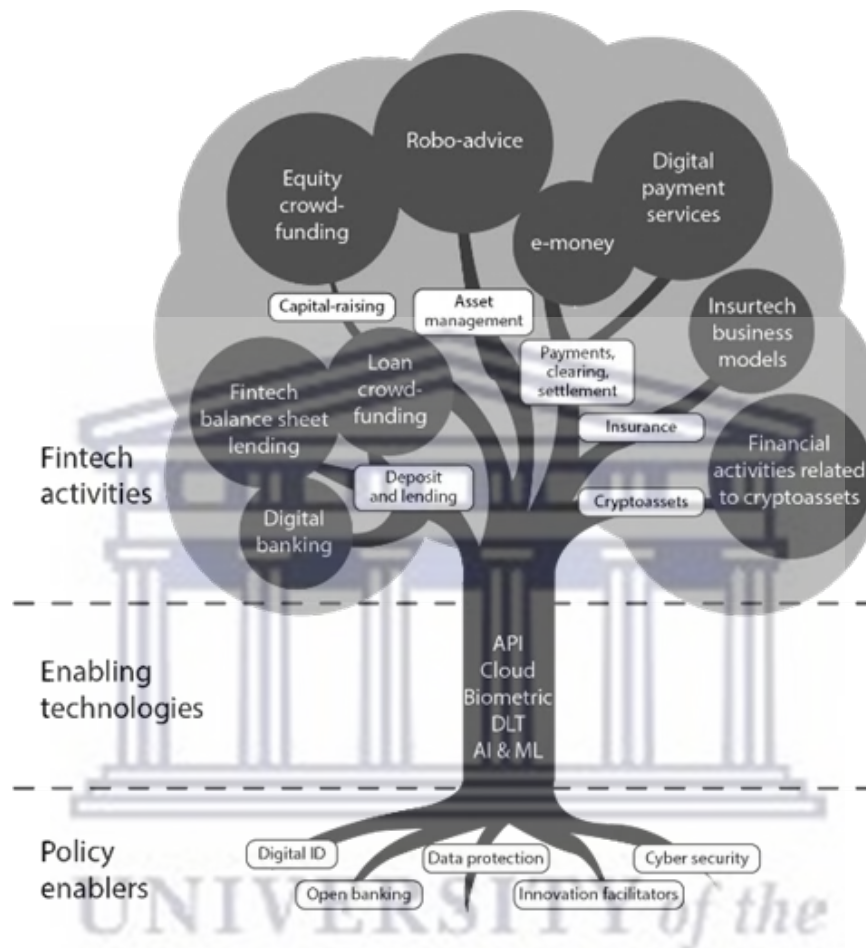 Robo-advice
Equity
crowd-
funding
Digital
payment
services
e-money
Capital-raising
Asset
management
Insurtech
business
models
Payments,
clearing,
settlement
Loan
crowd-
funding
Fintech
balance sheet
lending
Insurance
Fintech
activities
Deposit
and lending
Financial
activities related
to cryptoassets
Cryptoassets
Digital
banking
Enabling
technologies
API
Cloud
Biometric
DLT
AI & ML
Policy
enablers
Digital ID
Data protection
Cyber security
Open banking
Innovation facilitators
UNIVERSITY of the